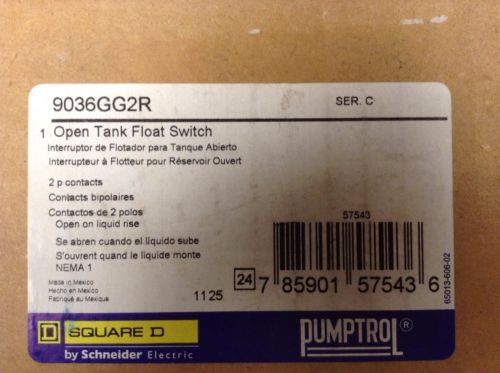 9036GG2R SER. C
1 Open Tank Float Switch
Interruptor de Flotador para Tanque Abierto
Interrupteur à Flotteur pour Réservoir Ouvert
2 p contacts
Contacts bipolaires
Contactos de 2 polos
Open on liquid rise
Se abren cuando el líquido sube
S'ouvrent quand le liquide monte
NEMA 1
Made in Mexico
Hecho en Mexico
Fabriqué au Mexique
1125
57543
24 7 85901 57543 6
65013-606-02
D SQUARE D
by Schneider Electric
PUMPTROL®